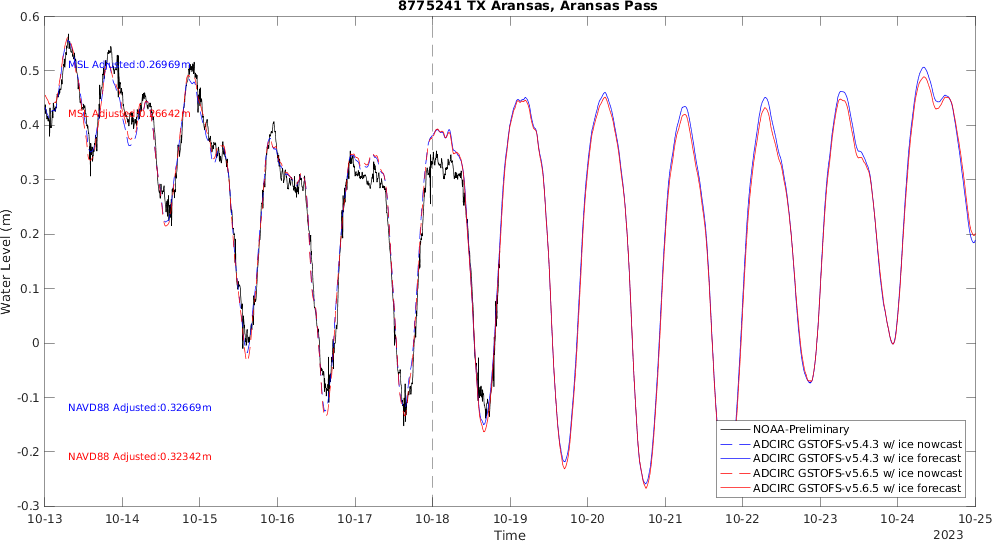 8775241 TX Aransas, Aransas Pass
0.6
0.5
0.4
0.3
0.2
0.1
0
-0.1
-0.2
-0.3
Water Level (m)
MSL Adjusted:0.26969m
MSL Adjusted:0.26642m
NAVD88 Adjusted:0.32669m
NAVD88 Adjusted:0.32342m
NOAA-Preliminary
ADCIRC GSTOFS-v5.4.3 w/ ice nowcast
ADCIRC GSTOFS-v5.4.3 w/ ice forecast
ADCIRC GSTOFS-v5.6.5 w/ ice nowcast
ADCIRC GSTOFS-v5.6.5 w/ ice forecast
10-13 10-14 10-15 10-16 10-17 10-18 10-19 10-20 10-21 10-22 10-23 10-24 10-25
Time
2023